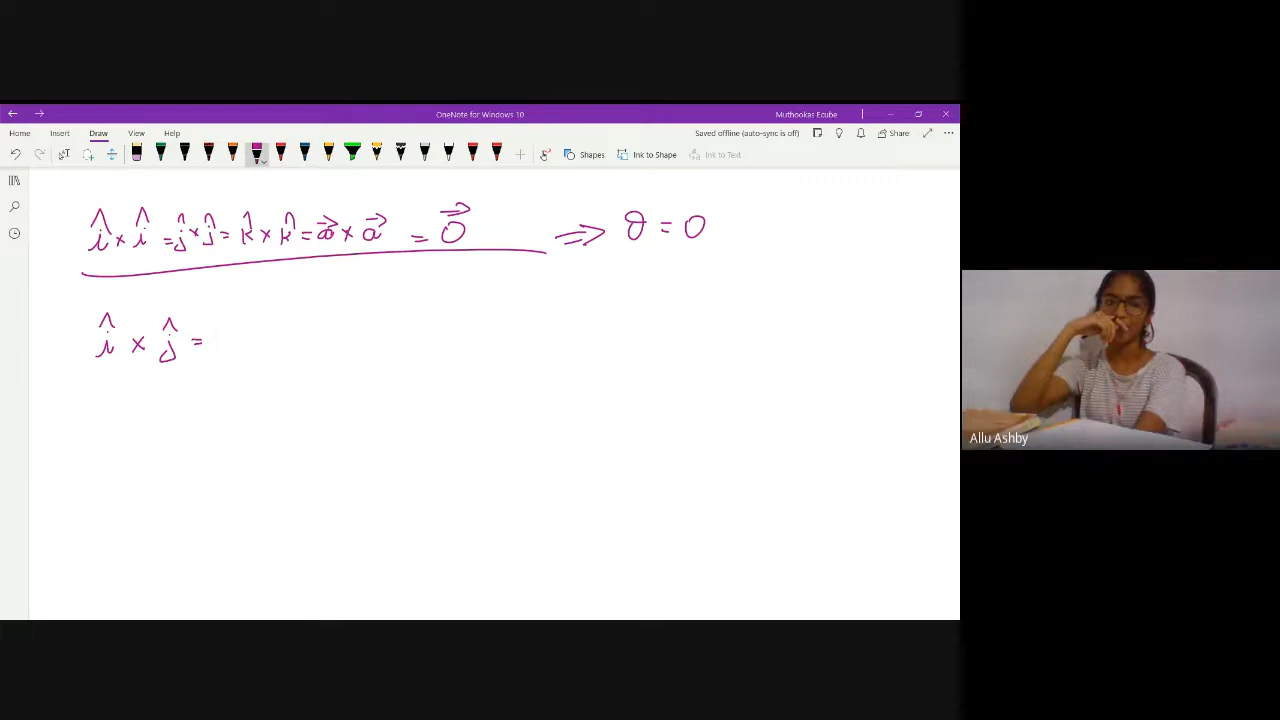 OneNote for Windows 10
Muthookas Ecube
Home Insert Draw View Help
Saved offline (auto-sync is off)
Share
Shapes
Ink to Shape
Ink to Text
î × î = ĵ × ĵ = k̂ × k̂ = a⃗ × a⃗ = 0⃗ ⇒ θ = 0
î × ĵ =
Allu Ashby